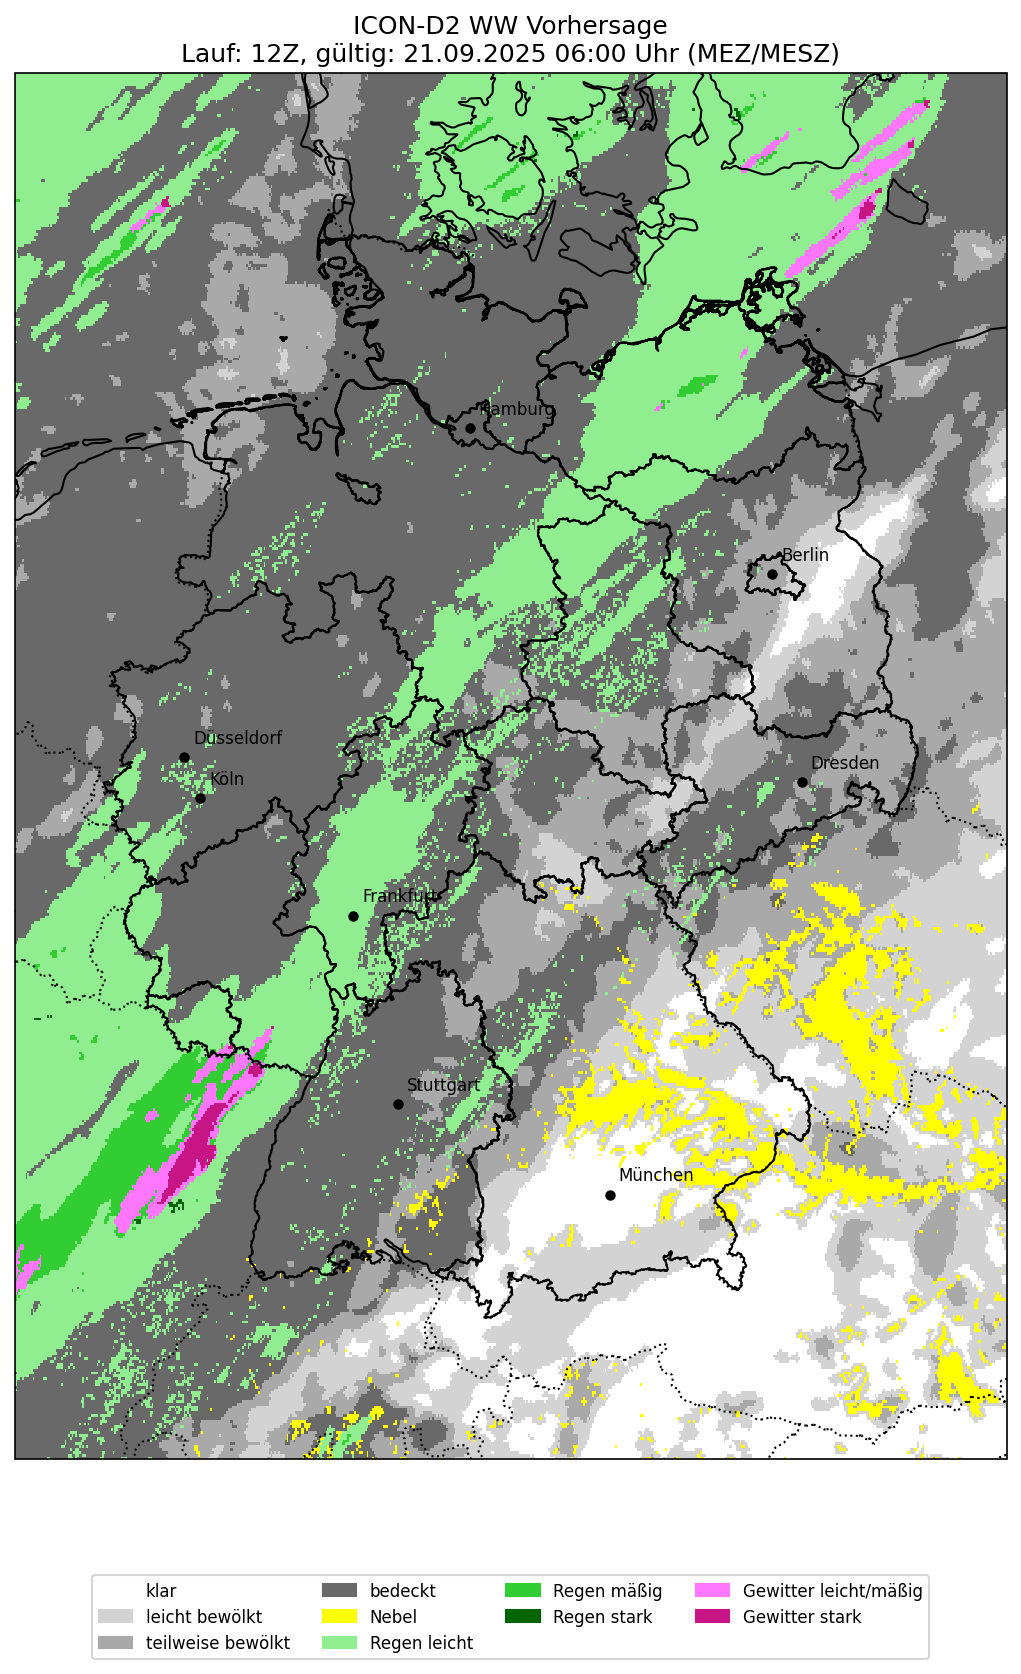 ICON-D2 WW Vorhersage
Lauf: 12Z, gültig: 21.09.2025 06:00 Uhr (MEZ/MESZ)
Hamburg
Berlin
Düsseldorf
Köln
Dresden
Frankfurt
Stuttgart
München
klar
leicht bewölkt
teilweise bewölkt
bedeckt
Nebel
Regen leicht
Regen mäßig
Regen stark
Gewitter leicht/mäßig
Gewitter stark